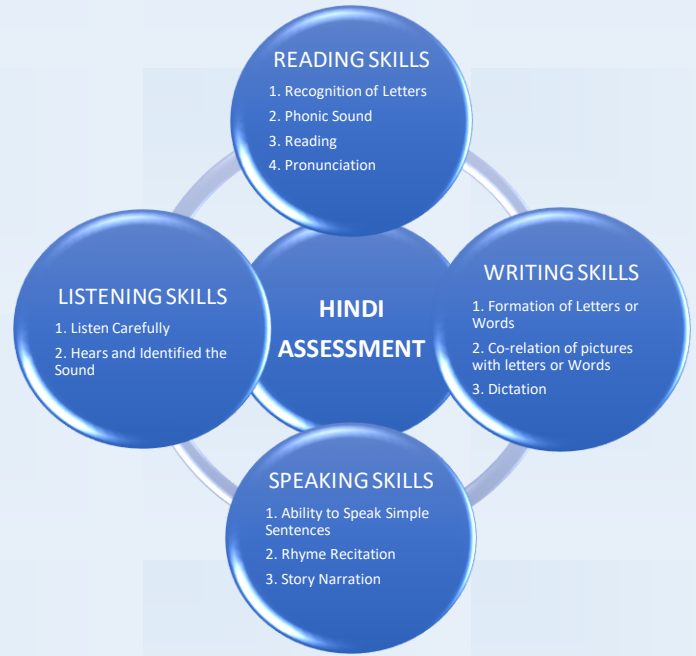 READING SKILLS
1. Recognition of Letters
2. Phonic Sound
3. Reading
4. Pronunciation
LISTENING SKILLS
1. Listen Carefully
2. Hears and Identified the
Sound
HINDI
ASSESSMENT
WRITING SKILLS
1. Formation of Letters or
Words
2. Co-relation of pictures
with letters or Words
3. Dictation
SPEAKING SKILLS
1. Ability to Speak Simple
Sentences
2. Rhyme Recitation
3. Story Narration